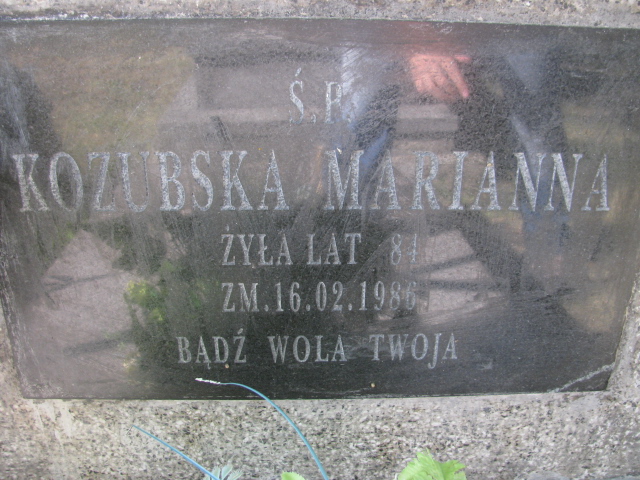 Ś.P.
KOZUBSKA MARIANNA
ŻYŁA LAT 84
ZM.16.02.1986
BĄDŹ WOLA TWOJA